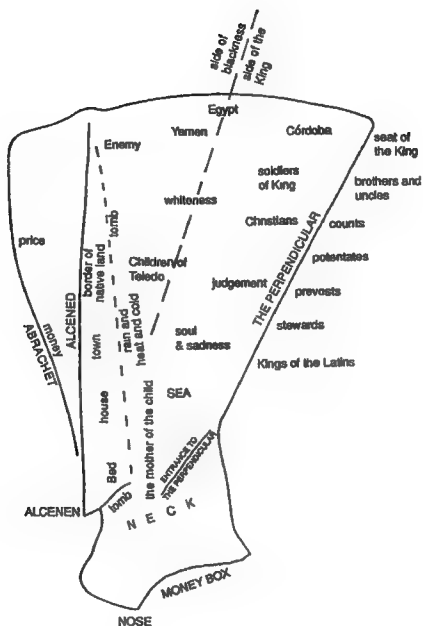 side of
blackness
side of the
King
Egypt
Yemen
Córdoba
seat of
the King
Enemy
soldiers
of King
brothers and
uncles
whiteness
tomb
Christians
counts
price
Children of
Toledo
potentates
border of
native land
judgement
THE PERPENDICULAR
prevosts
money
ABRACHET
ALCENED
town
rain and
heat and cold
soul
& sadness
stewards
Kings of the Latins
house
the mother of the child
SEA
Bed
ENTRANCE TO
THE PERPENDICULAR
ALCENEN
tomb
NECK
MONEY BOX
NOSE